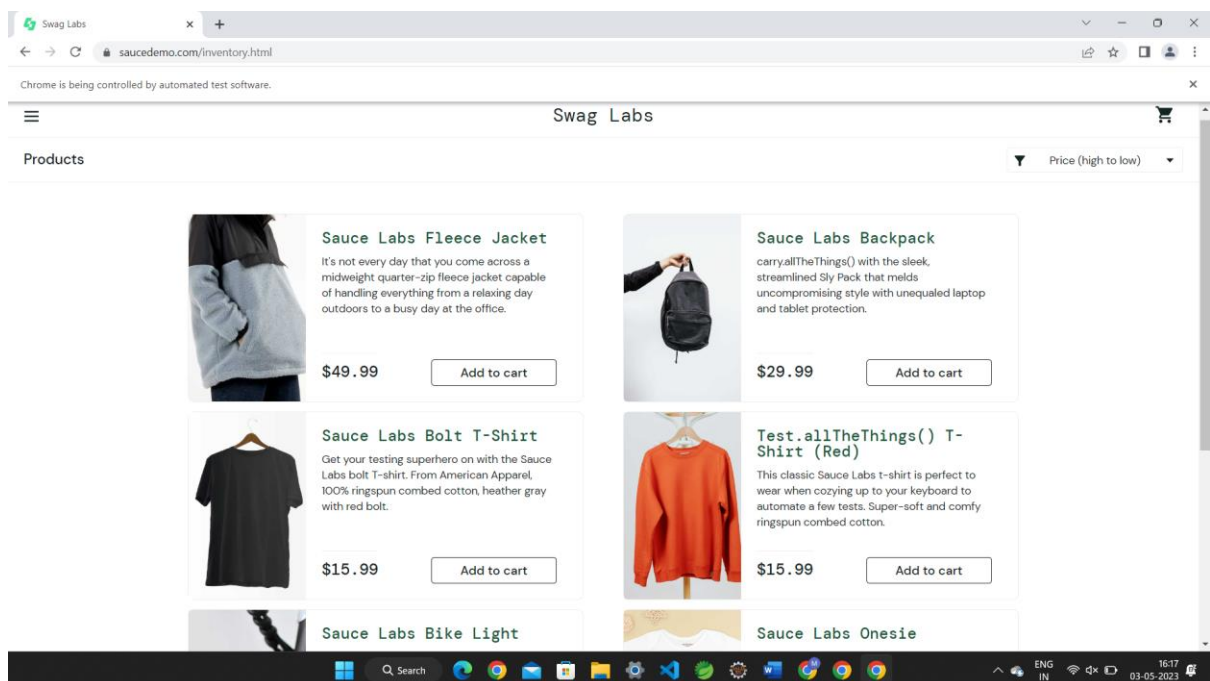 Swag Labs
saucedemo.com/inventory.html
Chrome is being controlled by automated test software.
Swag Labs
Products
Price (high to low)
Sauce Labs Fleece Jacket
It's not every day that you come across a
midweight quarter-zip fleece jacket capable
of handling everything from a relaxing day
outdoors to a busy day at the office.
$49.99
Add to cart
Sauce Labs Backpack
carry.allTheThings() with the sleek,
streamlined Sly Pack that melds
uncompromising style with unequaled laptop
and tablet protection.
$29.99
Add to cart
Sauce Labs Bolt T-Shirt
Get your testing superhero on with the Sauce
Labs bolt T-shirt. From American Apparel,
100% ringspun combed cotton, heather gray
with red bolt.
$15.99
Add to cart
Test.allTheThings() T-
Shirt (Red)
This classic Sauce Labs t-shirt is perfect to
wear when cozying up to your keyboard to
automate a few tests. Super-soft and comfy
ringspun combed cotton.
$15.99
Add to cart
Sauce Labs Bike Light
Sauce Labs Onesie
Search
ENG
IN
16:17
03-05-2023